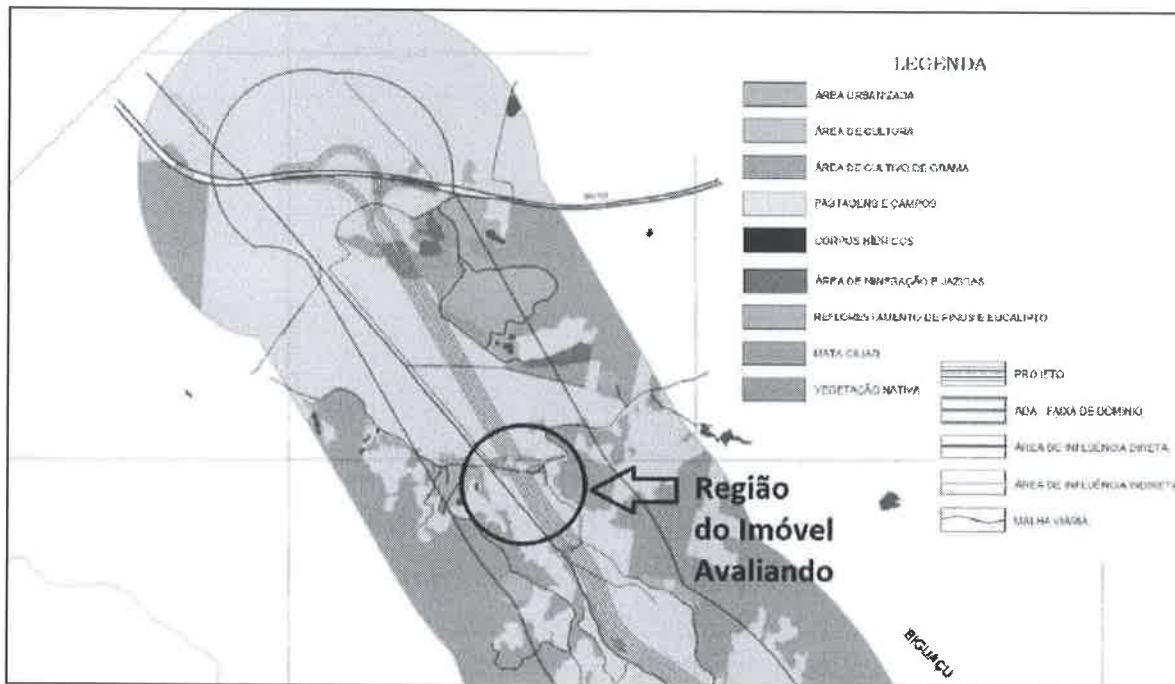 LEGENDA
ÁREA URBANIZADA
ÁREA DE CULTURA
ÁREA DE CULTIVO DE GRAMA
PASTAGENS E CAMPOS
CORPOS HÍDRICOS
ÁREA DE MINERAÇÃO E JAZIDAS
REFLORESTAMENTO DE PINUS E EUCALIPTO
MATA CILIAR
VEGETAÇÃO NATIVA
PROJETO
ADA - FAIXA DE DOMÍNIO
ÁREA DE INFLUÊNCIA DIRETA
ÁREA DE INFLUÊNCIA INDIRETA
MALHA VIÁRIA
Região
do Imóvel
Avaliando
BIGUAÇU